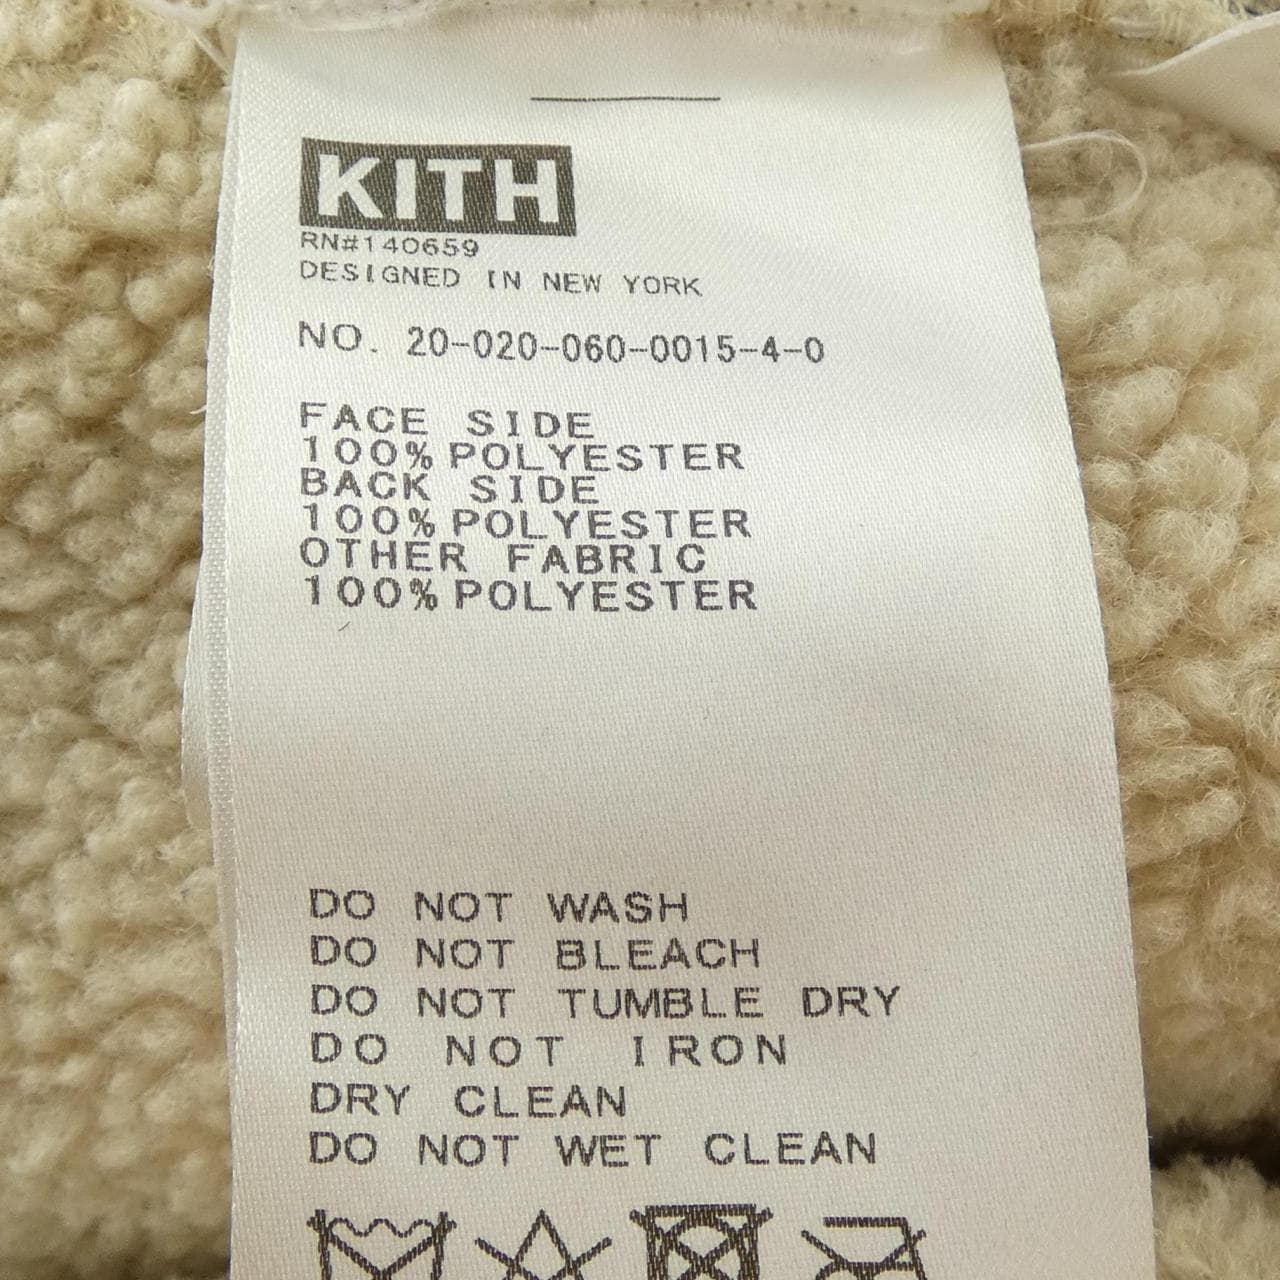 KITH
RN#140659
DESIGNED IN NEW YORK
NO. 20-020-060-0015-4-0
FACE SIDE
100% POLYESTER
BACK SIDE
100% POLYESTER
OTHER FABRIC
100% POLYESTER
DO NOT WASH
DO NOT BLEACH
DO NOT TUMBLE DRY
DO NOT IRON
DRY CLEAN
DO NOT WET CLEAN